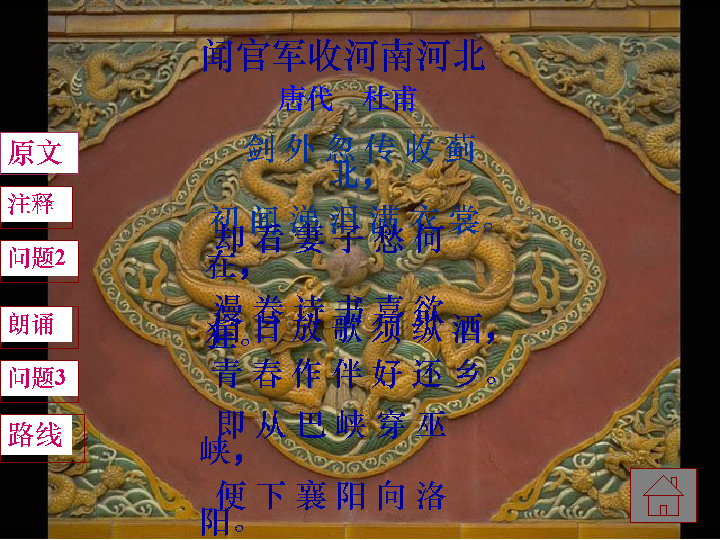 闻官军收河南河北
唐代 杜甫
剑外忽传收蓟
北，
初闻涕泪满衣裳。
却看妻子愁何
在，
漫卷诗书喜欲
狂。
白日放歌须纵酒，
青春作伴好还乡。
即从巴峡穿巫
峡，
便下襄阳向洛
阳。
原文
注释
问题2
朗诵
问题3
路线